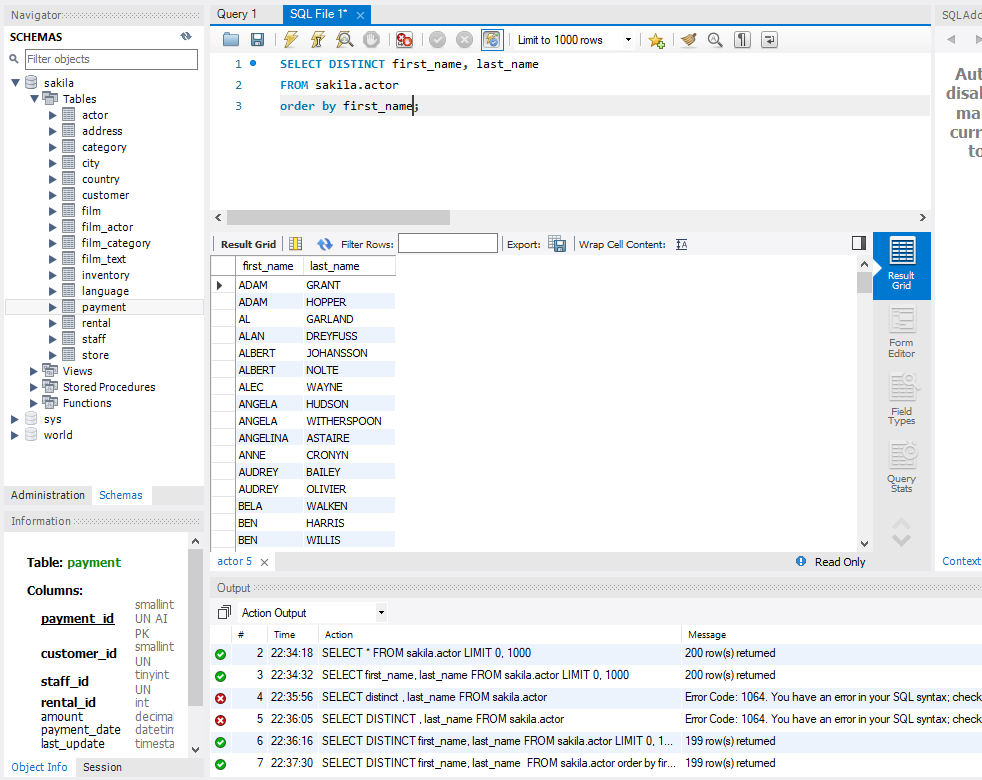 Navigator
SCHEMAS
Filter objects
sakila
Tables
actor
address
category
city
country
customer
film
film_actor
film_category
film_text
inventory
language
payment
rental
staff
store
Views
Stored Procedures
Functions
sys
world
Administration Schemas
Information
Table: payment
Columns:
payment_id smallint
UN AI
PK
customer_id smallint
UN
staff_id tinyint
UN
rental_id int
amount decima
payment_date datetim
last_update timesta
Object Info Session
Query 1 SQL File 1*
Limit to 1000 rows
1 SELECT DISTINCT first_name, last_name
2 FROM sakila.actor
3 order by first_name;
Result Grid Filter Rows: Export: Wrap Cell Content: IA
first_name last_name
ADAM GRANT
ADAM HOPPER
AL GARLAND
ALAN DREYFUSS
ALBERT JOHANSSON
ALBERT NOLTE
ALEC WAYNE
ANGELA HUDSON
ANGELA WITHERSPOON
ANGELINA ASTAIRE
ANNE CRONYN
AUDREY BAILEY
AUDREY OLIVIER
BELA WALKEN
BEN HARRIS
BEN WILLIS
Result
Grid
Form
Editor
Field
Types
Query
Stats
actor 5 Read Only
Output
Action Output
# Time Action Message
2 22:34:18 SELECT * FROM sakila.actor LIMIT 0, 1000 200 row(s) returned
3 22:34:32 SELECT first_name, last_name FROM sakila.actor LIMIT 0, 1000 200 row(s) returned
4 22:35:56 SELECT distinct , last_name FROM sakila.actor Error Code: 1064. You have an error in your SQL syntax; check
5 22:36:05 SELECT DISTINCT , last_name FROM sakila.actor Error Code: 1064. You have an error in your SQL syntax; check
6 22:36:16 SELECT DISTINCT first_name, last_name FROM sakila.actor LIMIT 0, 1... 199 row(s) returned
7 22:37:30 SELECT DISTINCT first_name, last_name FROM sakila.actor order by fir... 199 row(s) returned
SQLAdd
Aut
disal
ma
curr
to
Context